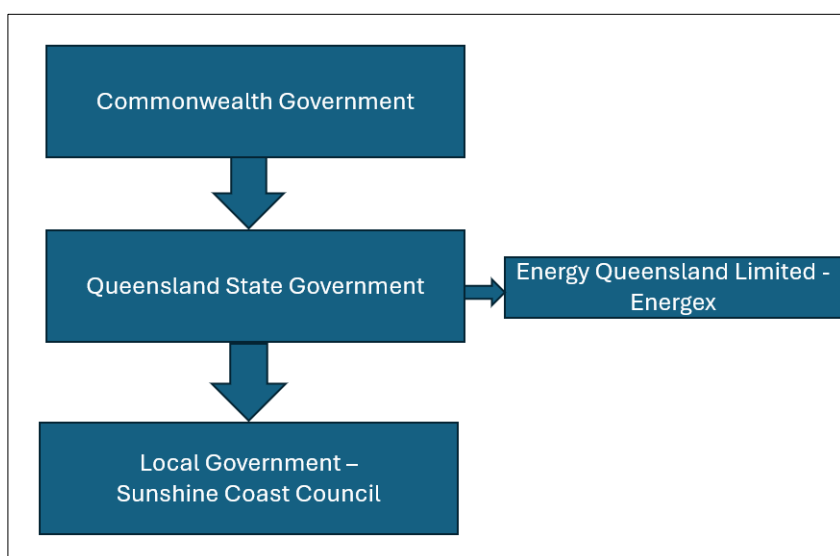 Commonwealth Government
Queensland State Government
Energy Queensland Limited -
Energex
Local Government –
Sunshine Coast Council